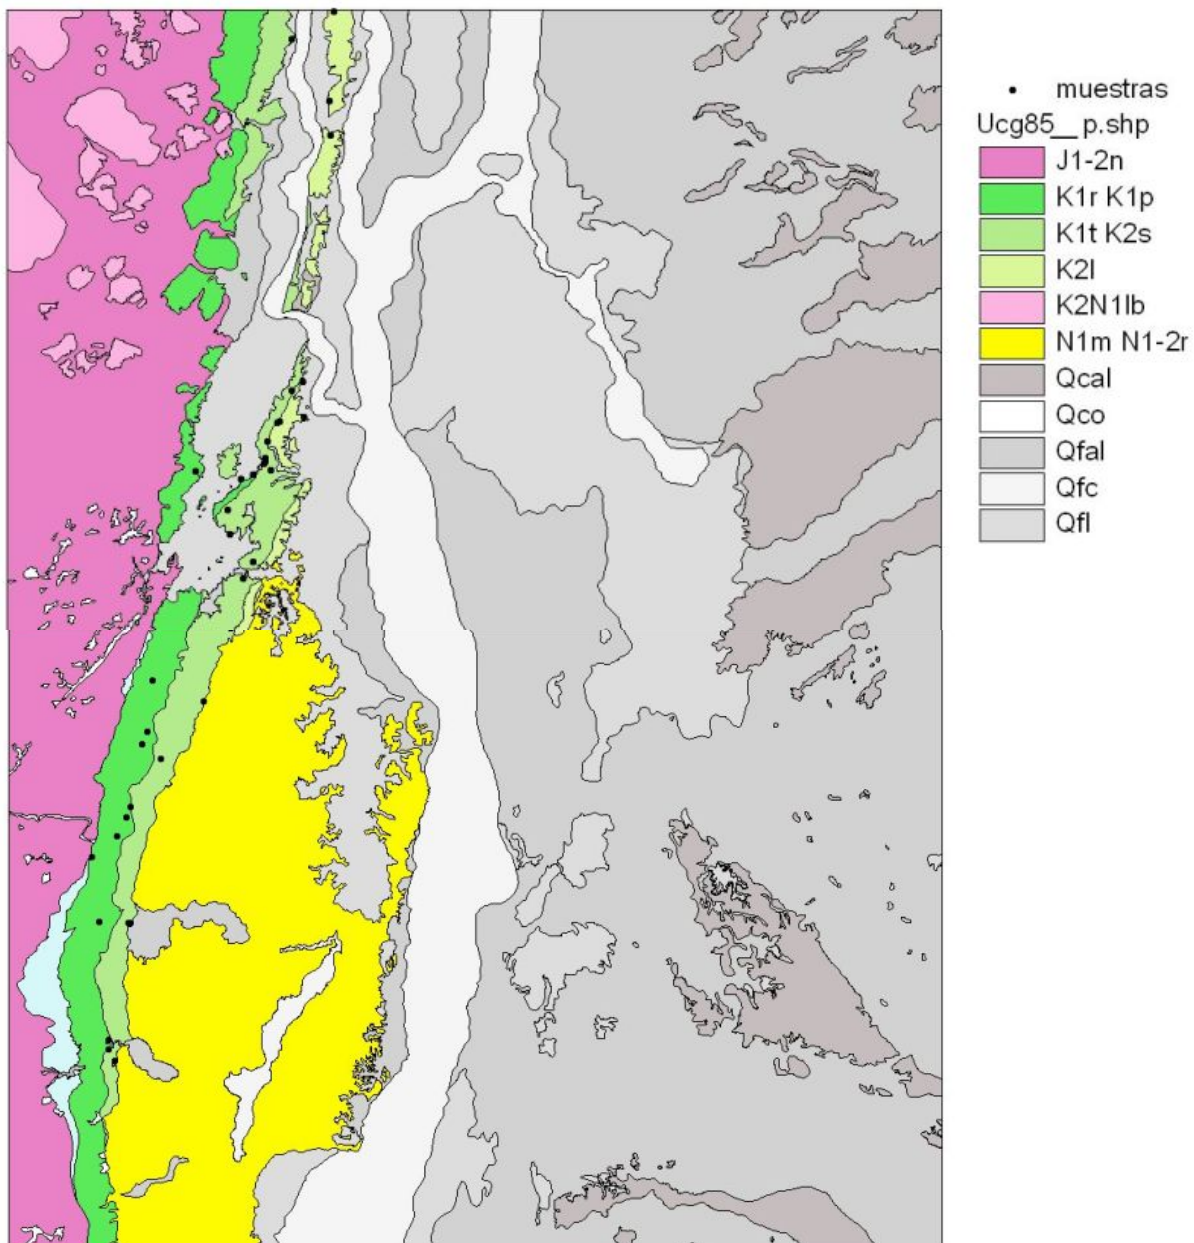 muestras
Ucg85__p.shp
J1-2n
K1r K1p
K1t K2s
K2l
K2N1lb
N1m N1-2r
Qcal
Qco
Qfal
Qfc
Qfl